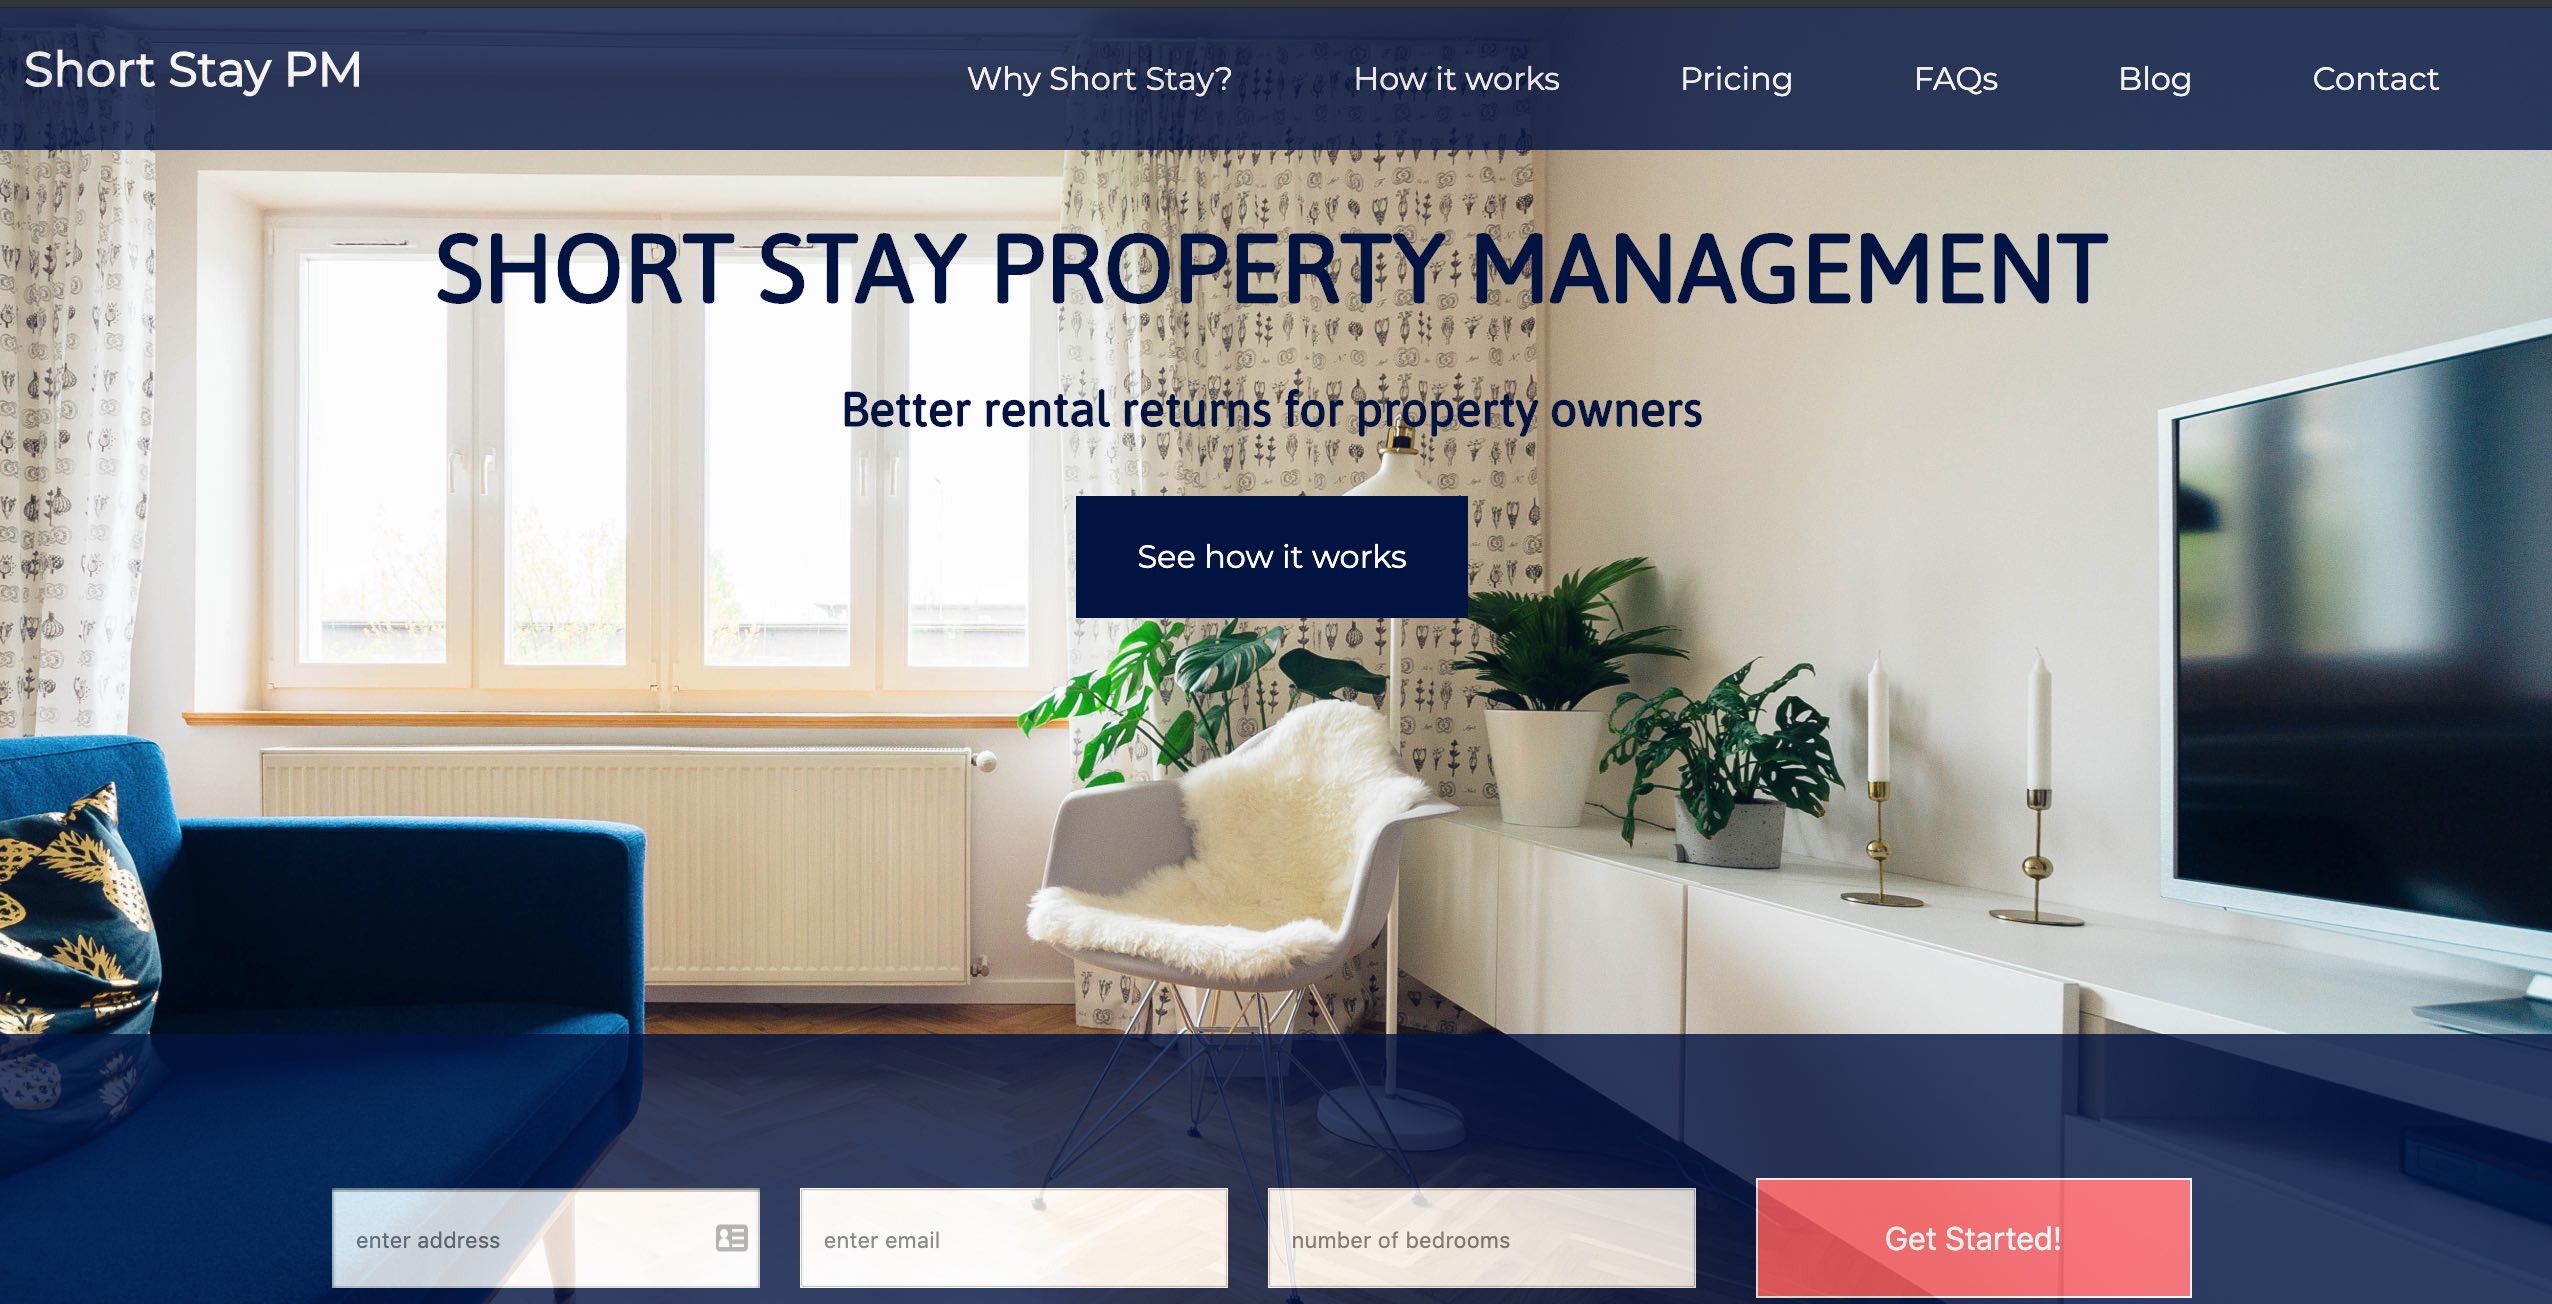 Short Stay PM
Why Short Stay? How it works Pricing FAQs Blog Contact
SHORT STAY PROPERTY MANAGEMENT
Better rental returns for property owners
See how it works
enter address enter email number of bedrooms Get Started!